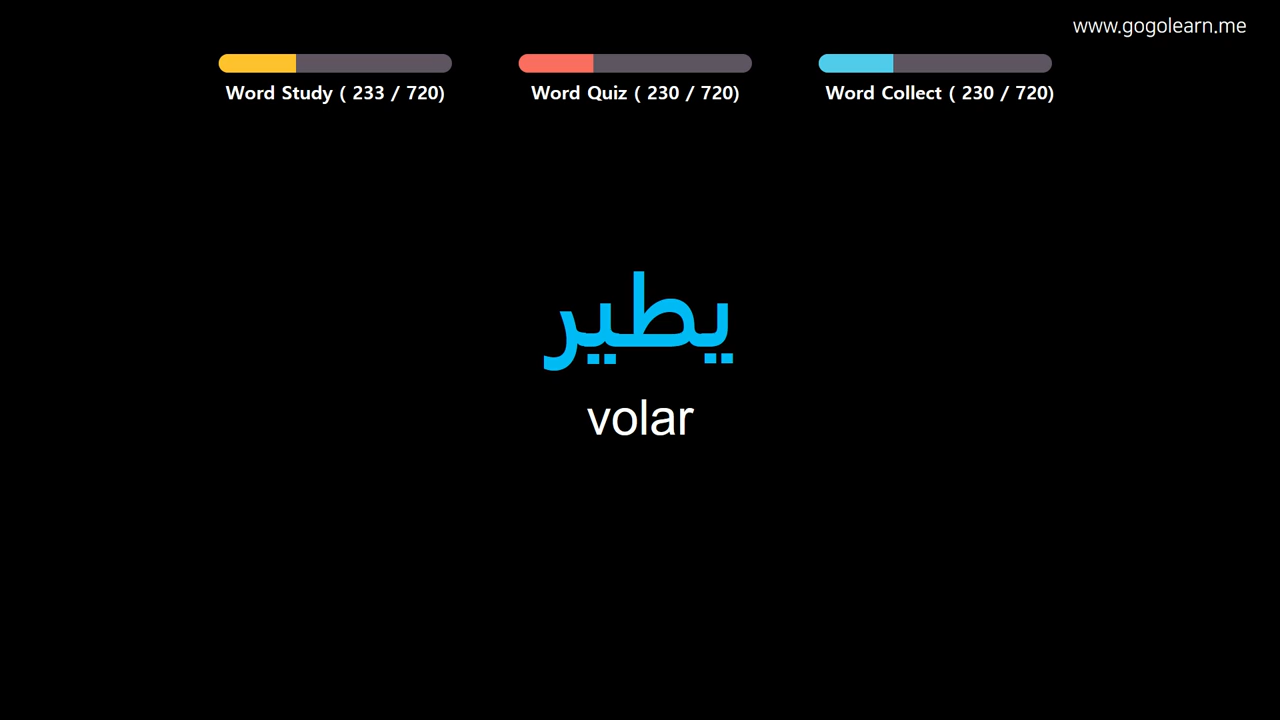 www.gogolearn.me
Word Study ( 233 / 720)
Word Quiz ( 230 / 720)
Word Collect ( 230 / 720)
يطير
volar